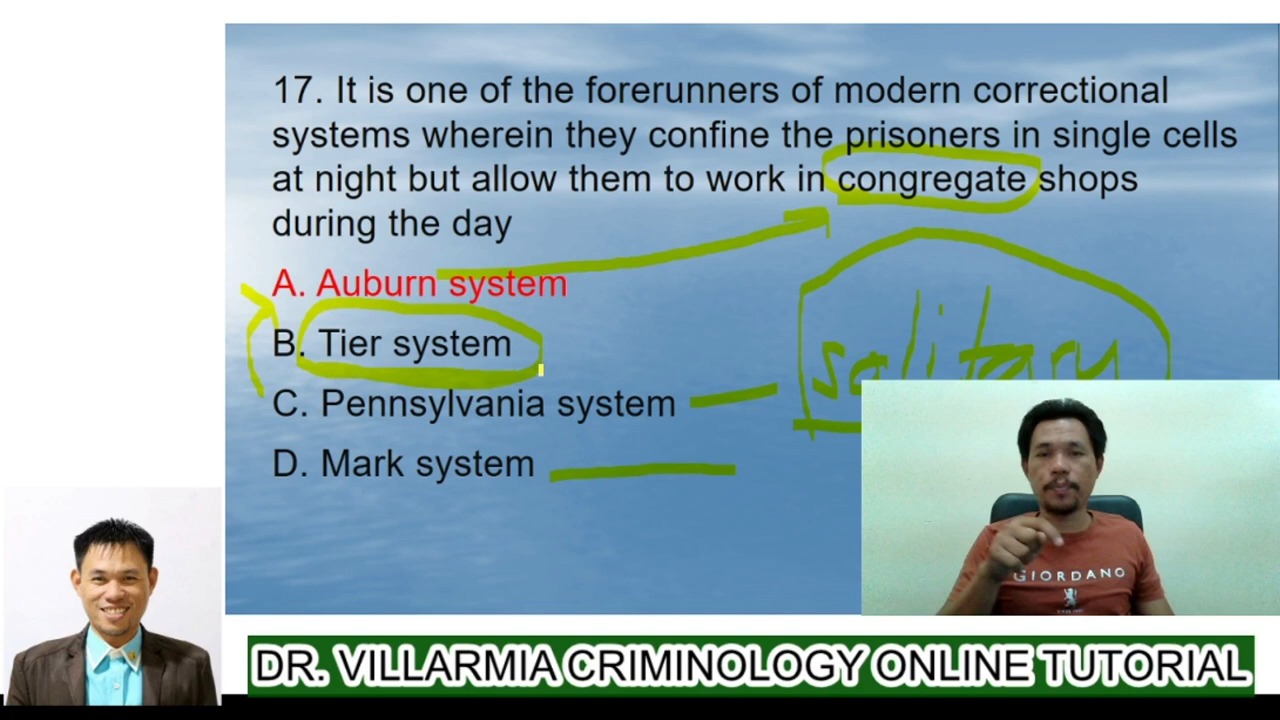 17. It is one of the forerunners of modern correctional
systems wherein they confine the prisoners in single cells
at night but allow them to work in congregate shops
during the day
A. Auburn system
B. Tier system
C. Pennsylvania system
D. Mark system
solitary
GIORDANO
DR. VILLARMIA CRIMINOLOGY ONLINE TUTORIAL